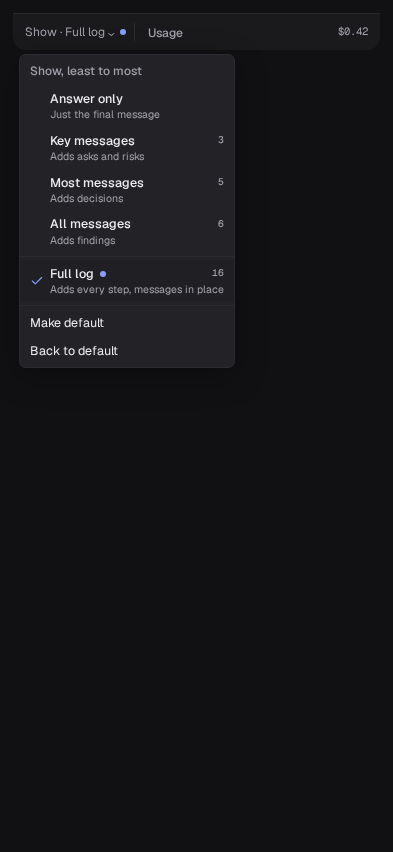 Show · Full log
Usage
$0.42
Show, least to most
Answer only
Just the final message
Key messages 3
Adds asks and risks
Most messages 5
Adds decisions
All messages 6
Adds findings
Full log 16
Adds every step, messages in place
Make default
Back to default